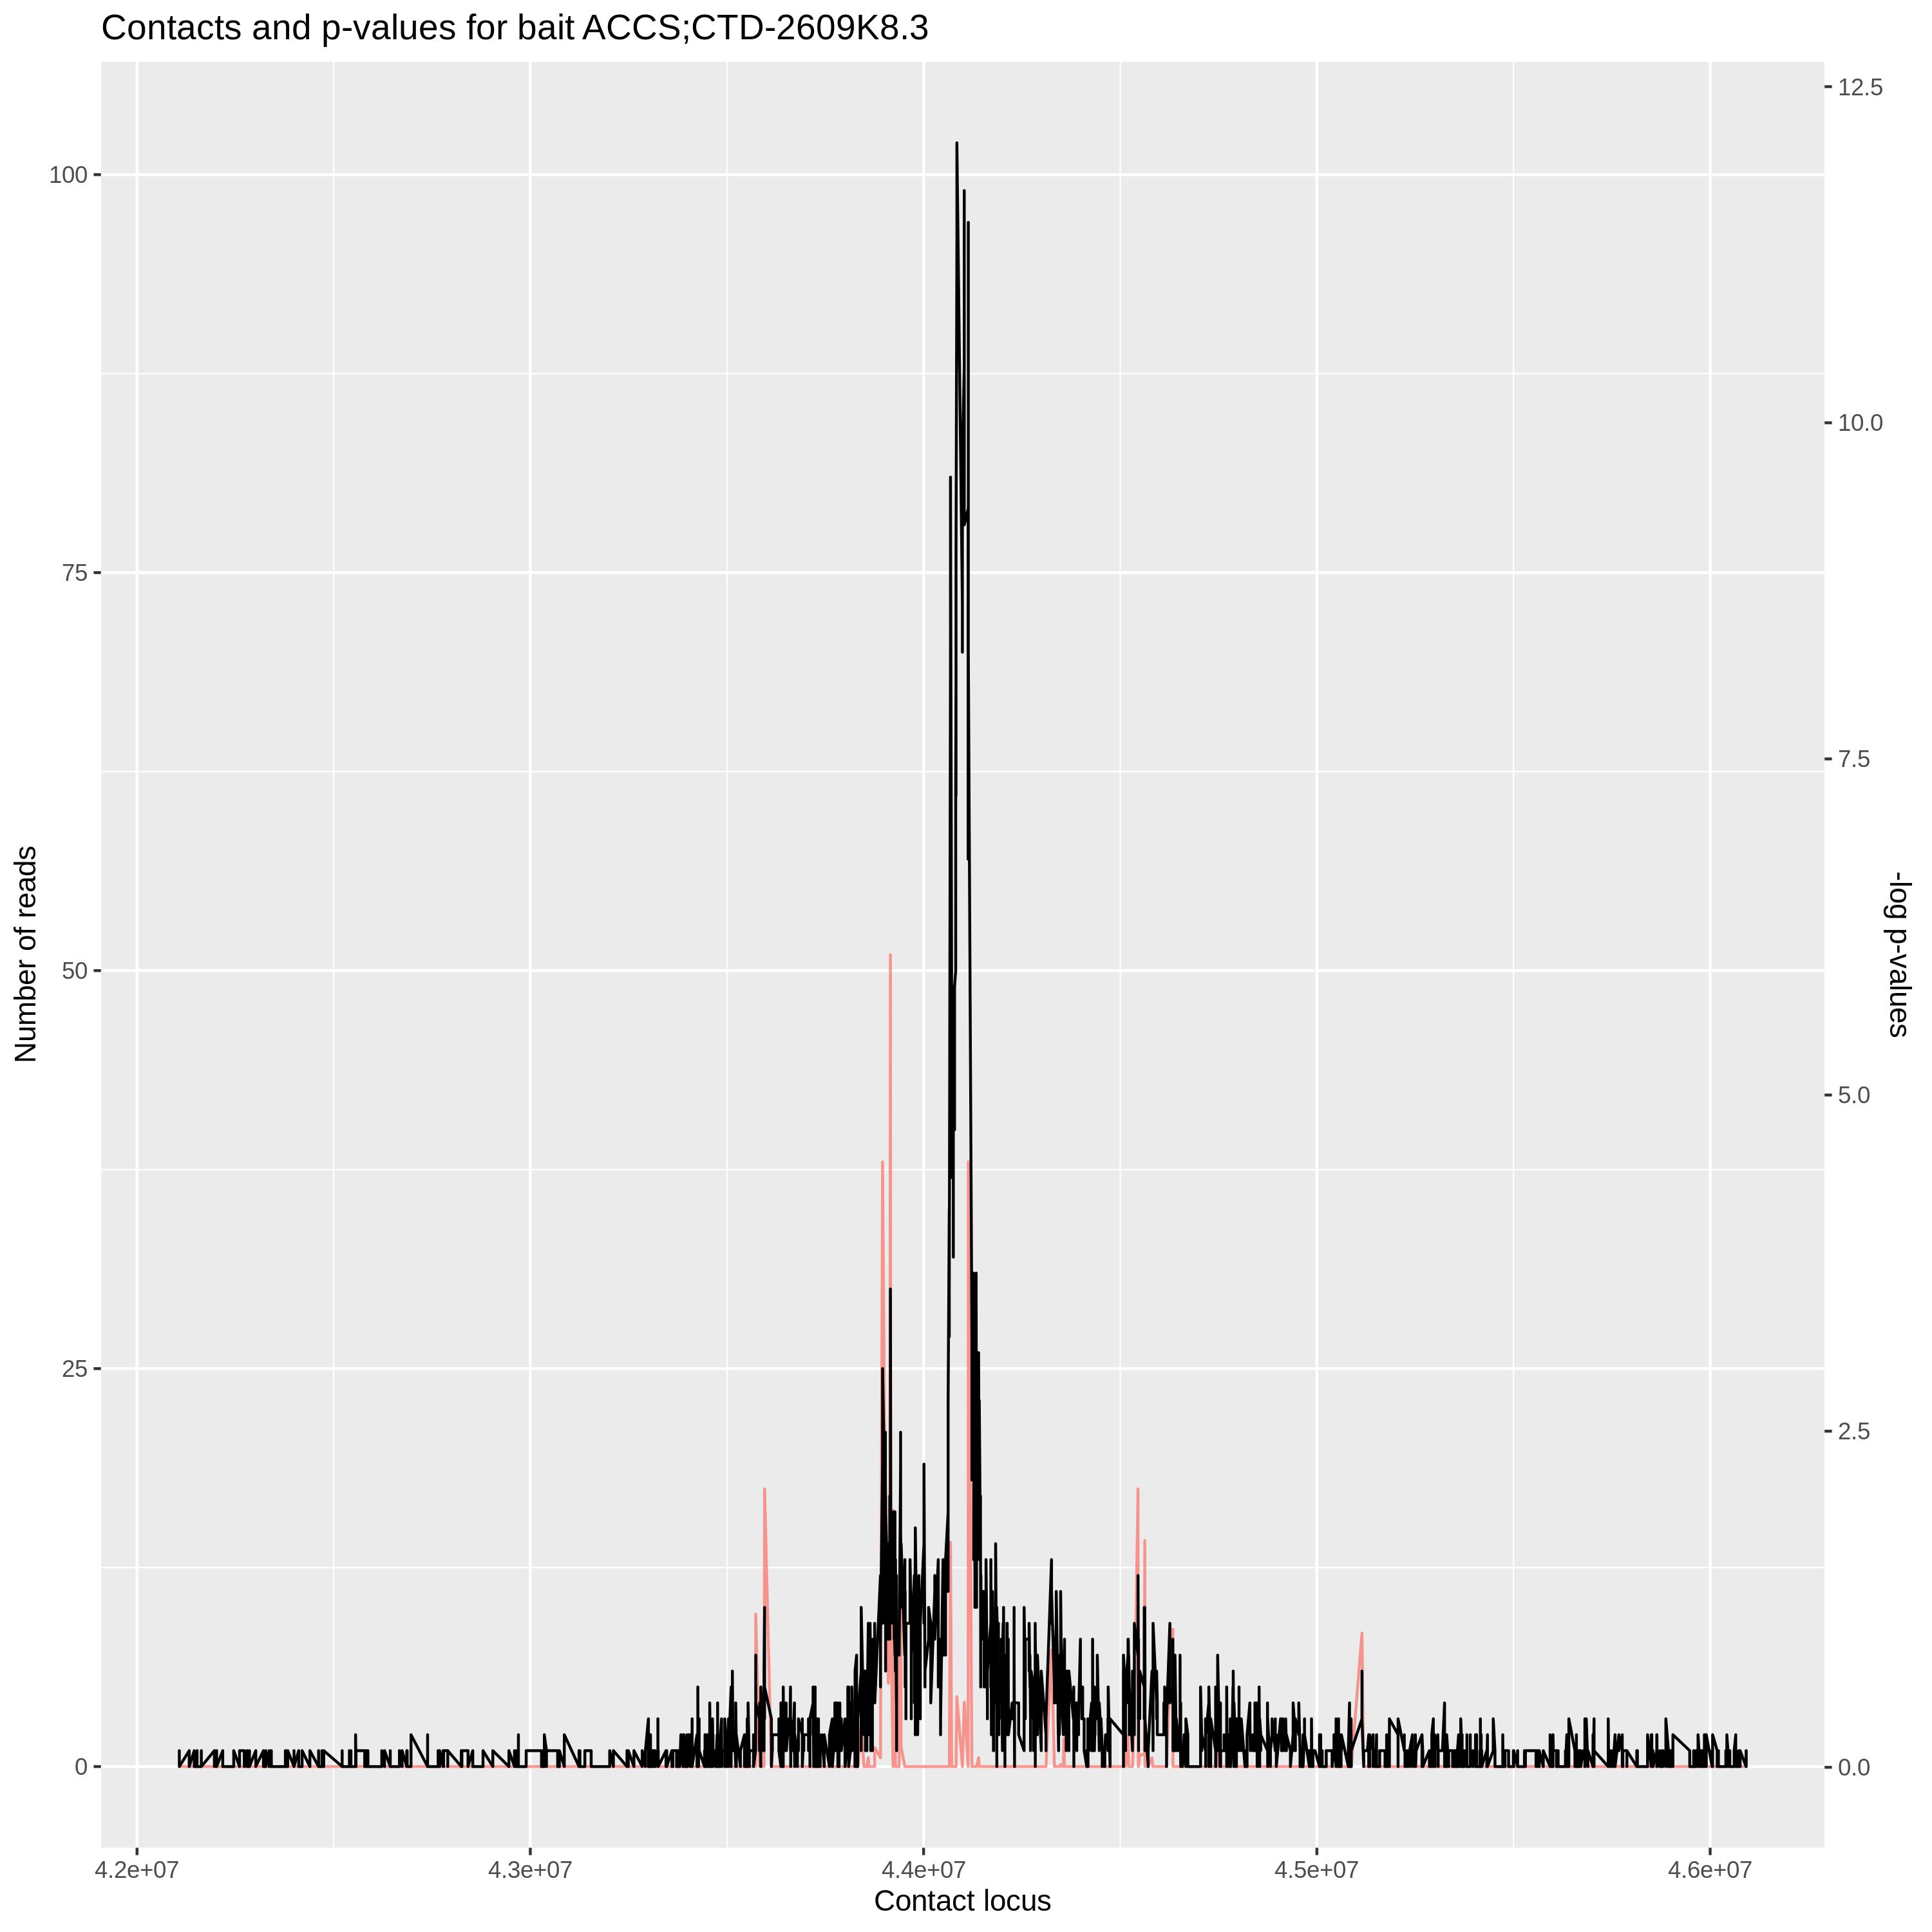 Contacts and p-values for bait ACCS;CTD-2609K8.3
Number of reads
100
75
50
25
0
12.5
10.0
7.5
5.0
2.5
0.0
-log p-values
4.2e+07
4.3e+07
4.4e+07
4.5e+07
4.6e+07
Contact locus